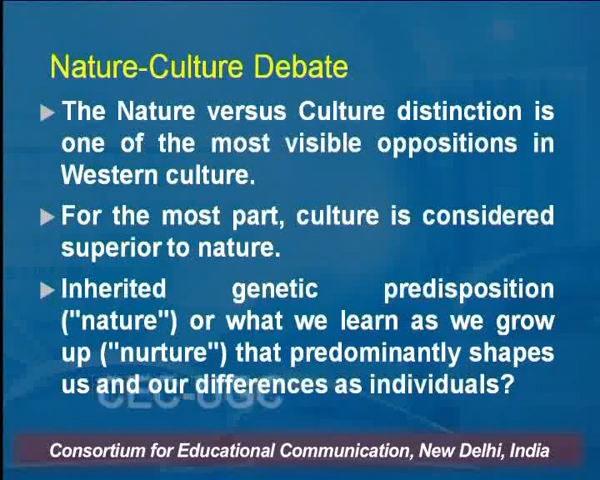 Nature-Culture Debate
The Nature versus Culture distinction is
one of the most visible oppositions in
Western culture.
For the most part, culture is considered
superior to nature.
Inherited genetic predisposition
("nature") or what we learn as we grow
up ("nurture") that predominantly shapes
us and our differences as individuals?
CEC-UGC
Consortium for Educational Communication, New Delhi, India